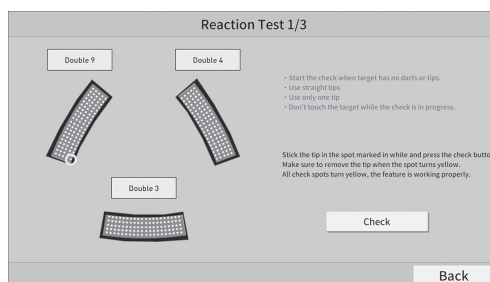 Reaction Test 1/3
Double 9
Double 4
・Start the check when target has no darts or tips.
・Use straight tips
・Use only one tip
・Don't touch the target while the check is in progress.
Stick the tip in the spot marked in white and press the check butto
Make sure to remove the tip when the spot turns yellow.
All check spots turn yellow, the feature is working properly.
Double 3
Check
Back